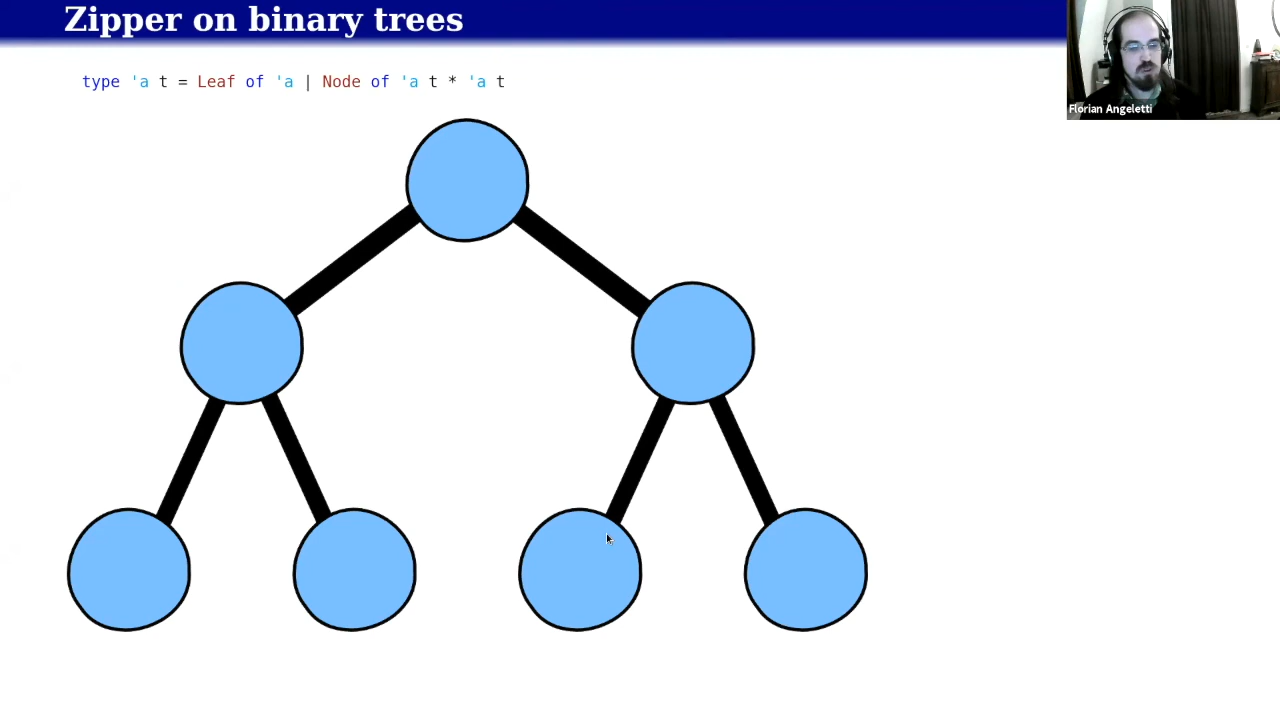 Zipper on binary trees
type 'a t = Leaf of 'a | Node of 'a t * 'a t
Florian Angeletti